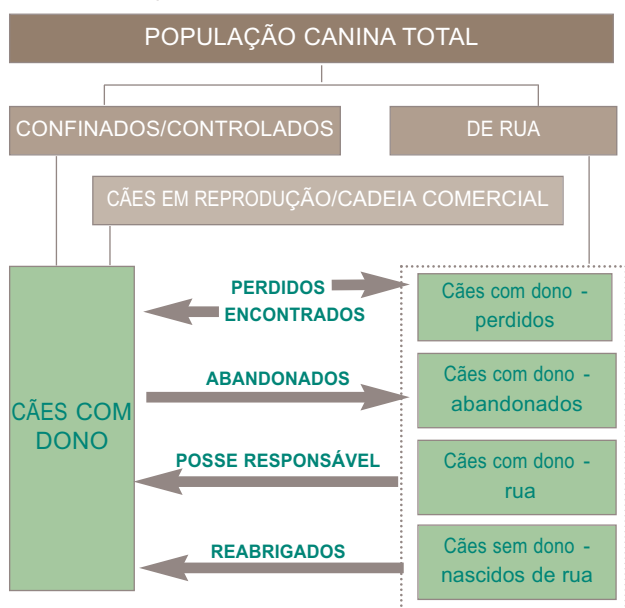 POPULAÇÃO CANINA TOTAL
CONFINADOS/CONTROLADOS
DE RUA
CÃES EM REPRODUÇÃO/CADEIA COMERCIAL
CÃES COM
DONO
PERDIDOS
ENCONTRADOS
ABANDONADOS
POSSE RESPONSÁVEL
REABRIGADOS
Cães com dono -
perdidos
Cães com dono -
abandonados
Cães com dono -
rua
Cães sem dono -
nascidos de rua